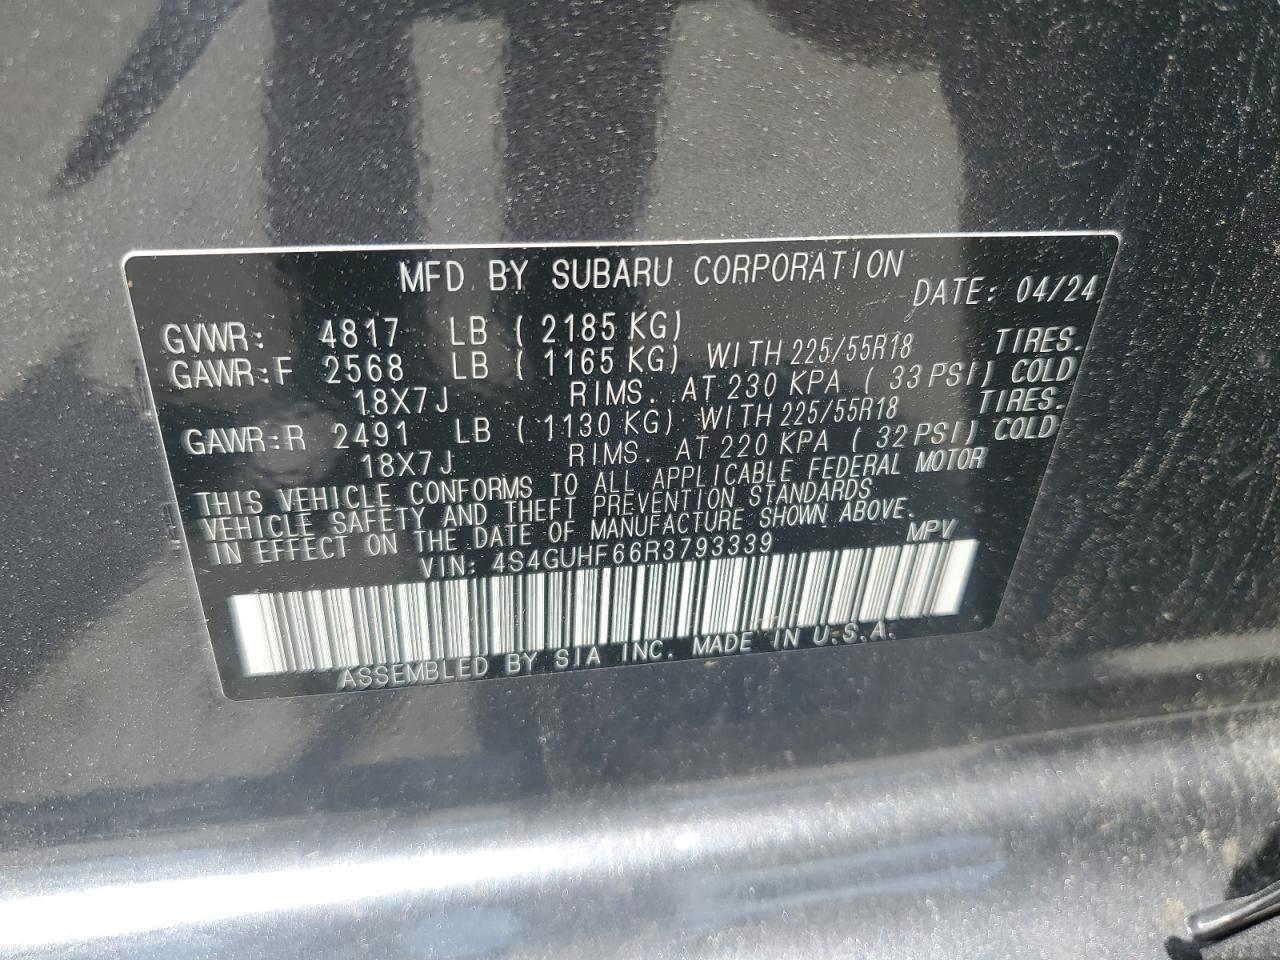 MFD BY SUBARU CORPORATION
DATE: 04/24
GVWR: 4817 LB ( 2185 KG)
GAWR:F 2568 LB ( 1165 KG) WITH 225/55R18 TIRES.
18X7J RIMS. AT 230 KPA ( 33 PSI) COLD
GAWR:R 2491 LB ( 1130 KG) WITH 225/55R18 TIRES.
18X7J RIMS. AT 220 KPA ( 32 PSI) COLD
THIS VEHICLE CONFORMS TO ALL APPLICABLE FEDERAL MOTOR
VEHICLE SAFETY AND THEFT PREVENTION STANDARDS
IN EFFECT ON THE DATE OF MANUFACTURE SHOWN ABOVE.
VIN: 4S4GUHF66R3793339 MPV
ASSEMBLED BY SIA INC. MADE IN U.S.A.